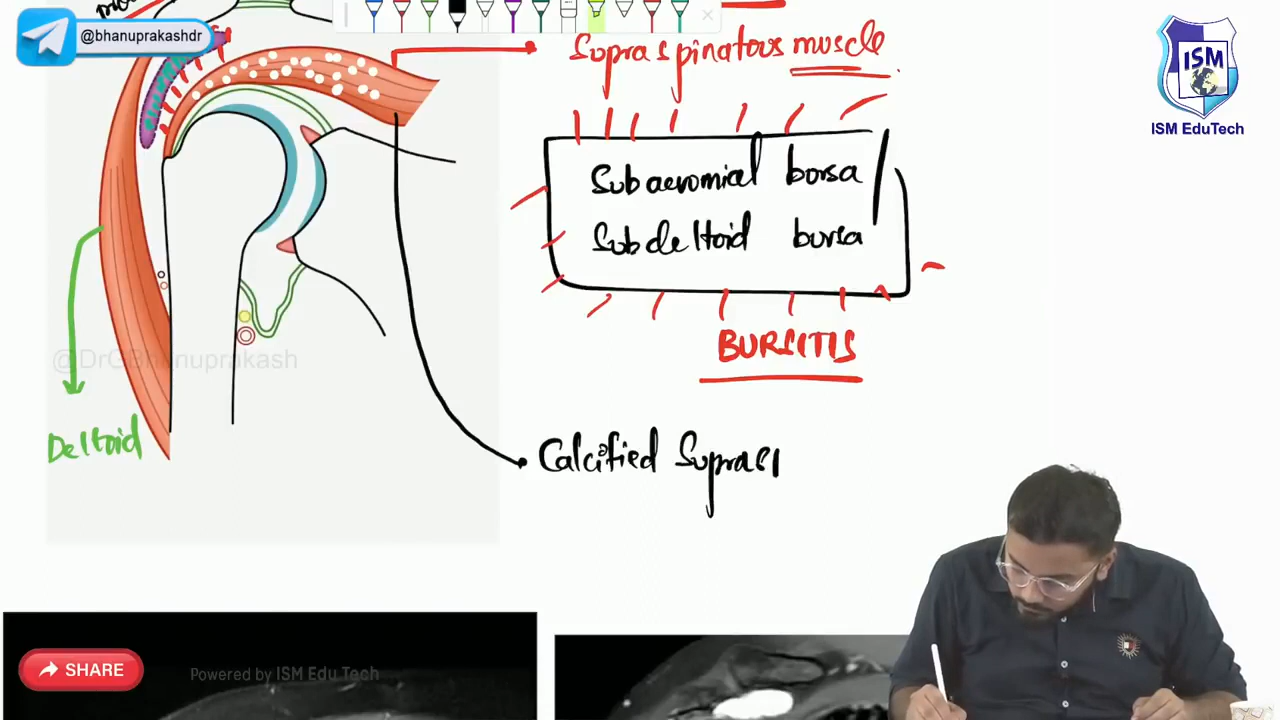 @bhanuprakashdr
Supraspinatous muscle
ISM
ISM EduTech
Subacromial bursa
Subdeltoid bursa
BURSITIS
@DrGBhanuprakash
Deltoid
Calcified Supras
SHARE
Powered by ISM Edu Tech